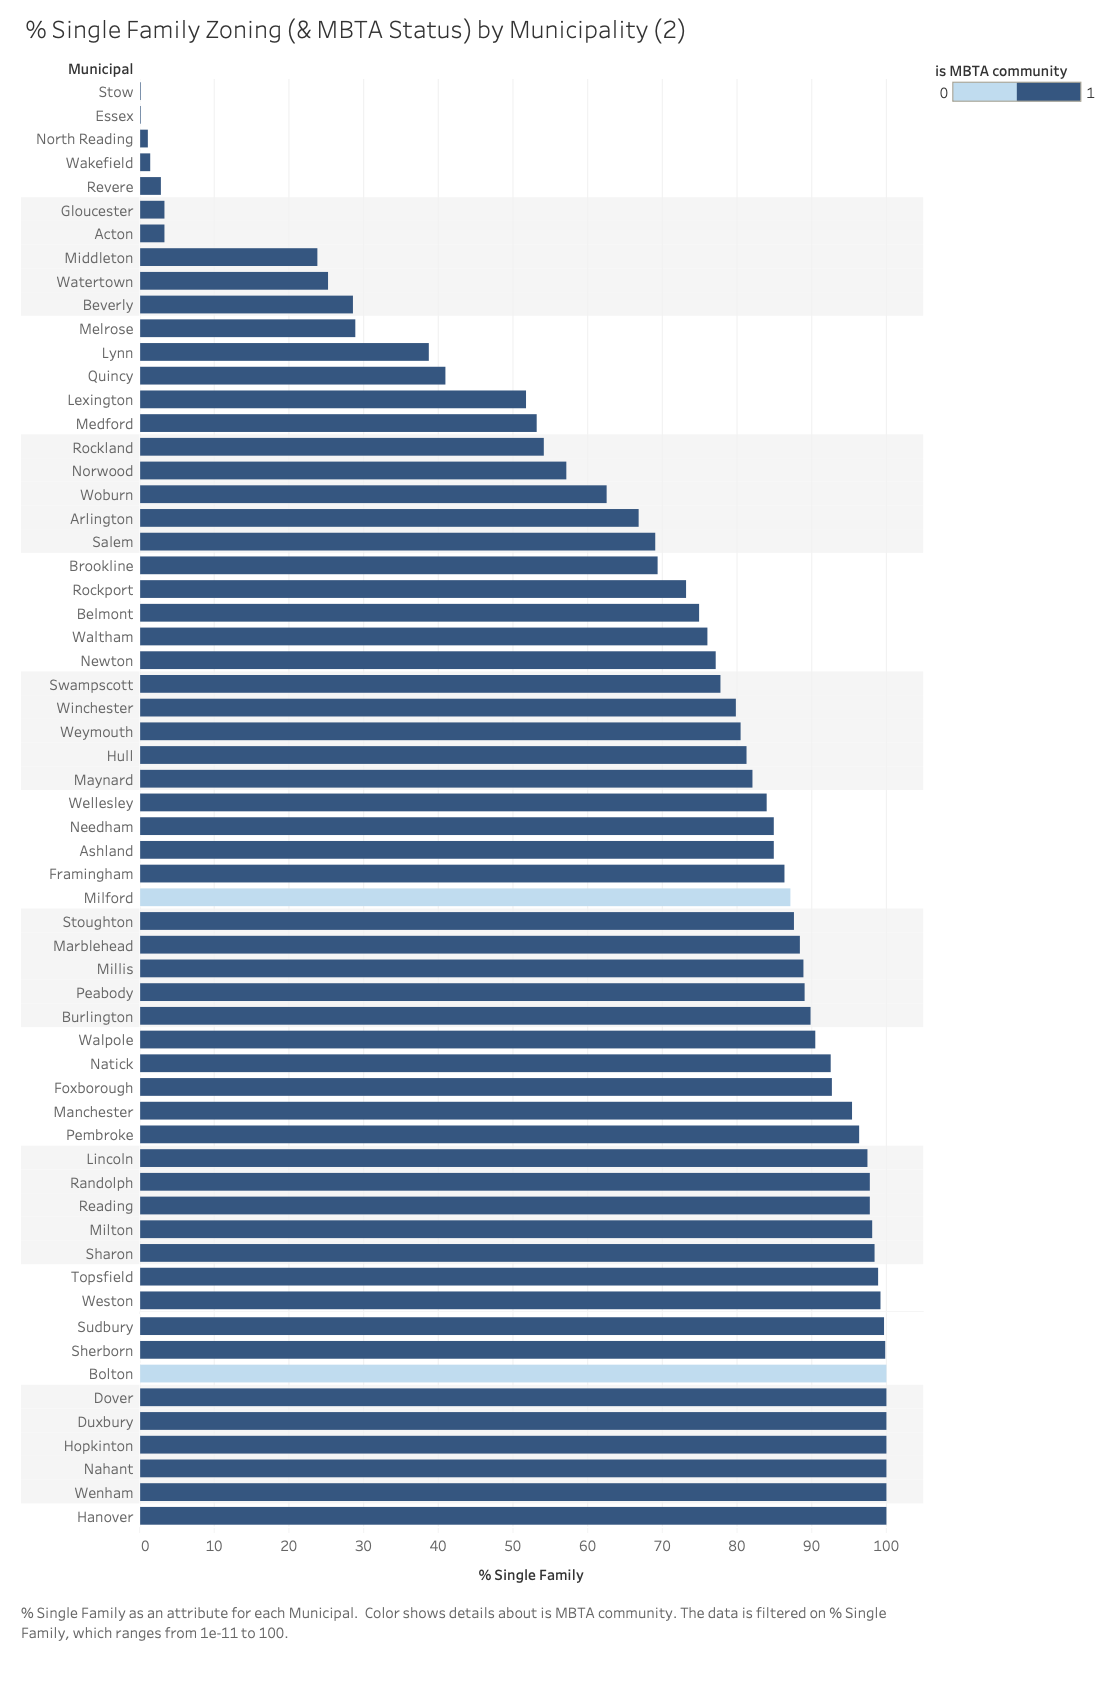 % Single Family Zoning (& MBTA Status) by Municipality (2)
is MBTA community
0 1
Municipal
Stow
Essex
North Reading
Wakefield
Revere
Gloucester
Acton
Middleton
Watertown
Beverly
Melrose
Lynn
Quincy
Lexington
Medford
Rockland
Norwood
Woburn
Arlington
Salem
Brookline
Rockport
Belmont
Waltham
Newton
Swampscott
Winchester
Weymouth
Hull
Maynard
Wellesley
Needham
Ashland
Framingham
Milford
Stoughton
Marblehead
Millis
Peabody
Burlington
Walpole
Natick
Foxborough
Manchester
Pembroke
Lincoln
Randolph
Reading
Milton
Sharon
Topsfield
Weston
Sudbury
Sherborn
Bolton
Dover
Duxbury
Hopkinton
Nahant
Wenham
Hanover
0 10 20 30 40 50 60 70 80 90 100
% Single Family
% Single Family as an attribute for each Municipal.  Color shows details about is MBTA community. The data is filtered on % Single
Family, which ranges from 1e-11 to 100.